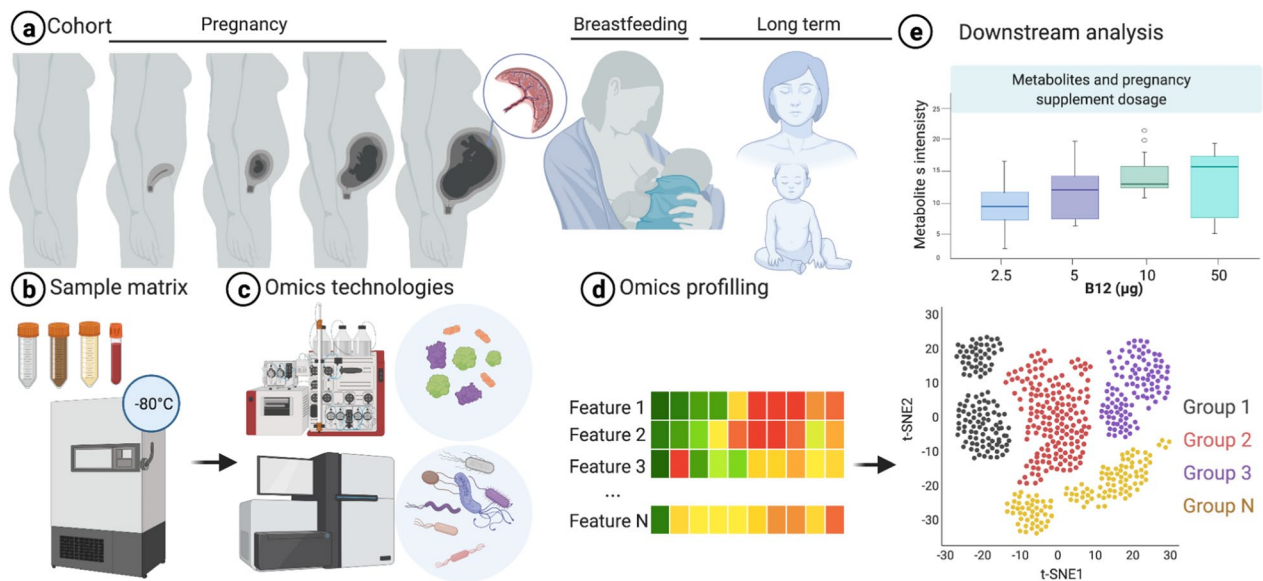 a Cohort
Pregnancy
Breastfeeding
Long term
b Sample matrix
-80°C
c Omics technologies
d Omics profilling
Feature 1
Feature 2
Feature 3
...
Feature N
e Downstream analysis
Metabolites and pregnancy
supplement dosage
Metabolite s intensisty
25
20
15
10
5
0
2.5 5 10 50
B12 (µg)
t-SNE2
30
20
10
0
-10
-20
-30
-30 -20 -10 0 10 20 30
t-SNE1
Group 1
Group 2
Group 3
Group N